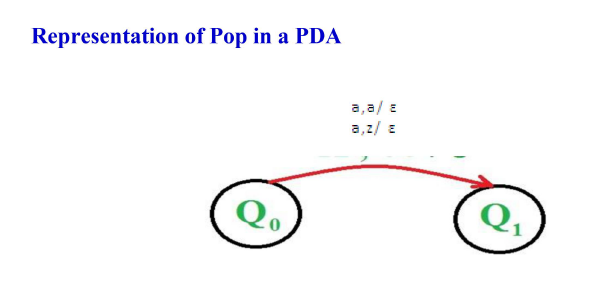 Representation of Pop in a PDA
a,a/ ε
a,z/ ε
Q0
Q1